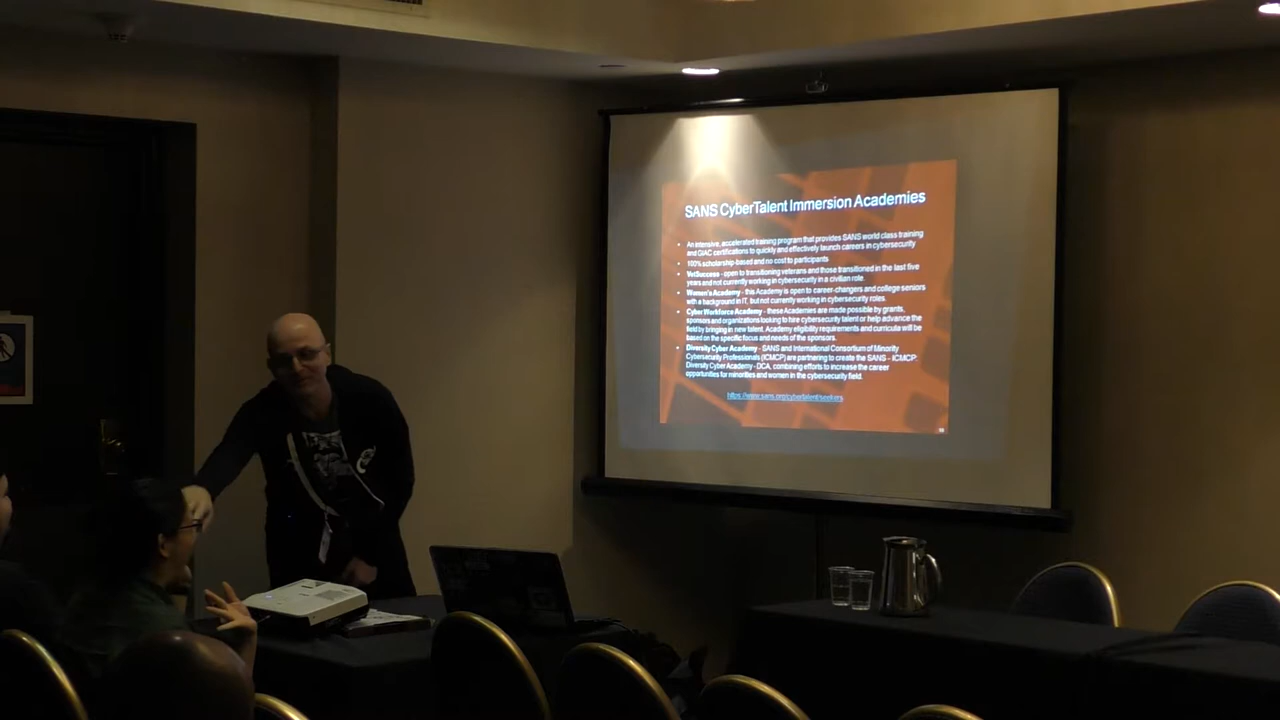 SANS CyberTalent Immersion Academies
An intensive, accelerated training program that provides SANS world class training
and GIAC certifications to quickly and effectively launch careers in cybersecurity
100% scholarship-based and no cost to participants
VetSuccess - open to transitioning veterans and those transitioned in the last five
years and not currently working in cybersecurity in a civilian role.
Women's Academy - this Academy is open to career-changers and college seniors
with a background in IT, but not currently working in cybersecurity roles.
Cyber Workforce Academy - these Academies are made possible by grants,
sponsors and organizations looking to hire cybersecurity talent or help advance the
field by bringing in new talent. Academy eligibility requirements and curricula will be
based on the specific focus and needs of the sponsors.
Diversity Cyber Academy - SANS and International Consortium of Minority
Cybersecurity Professionals (ICMCP) are partnering to create the SANS - ICMCP
Diversity Cyber Academy - DCA, combining efforts to increase the career
opportunities for minorities and women in the cybersecurity field.
https://www.sans.org/cybertalent/seekers